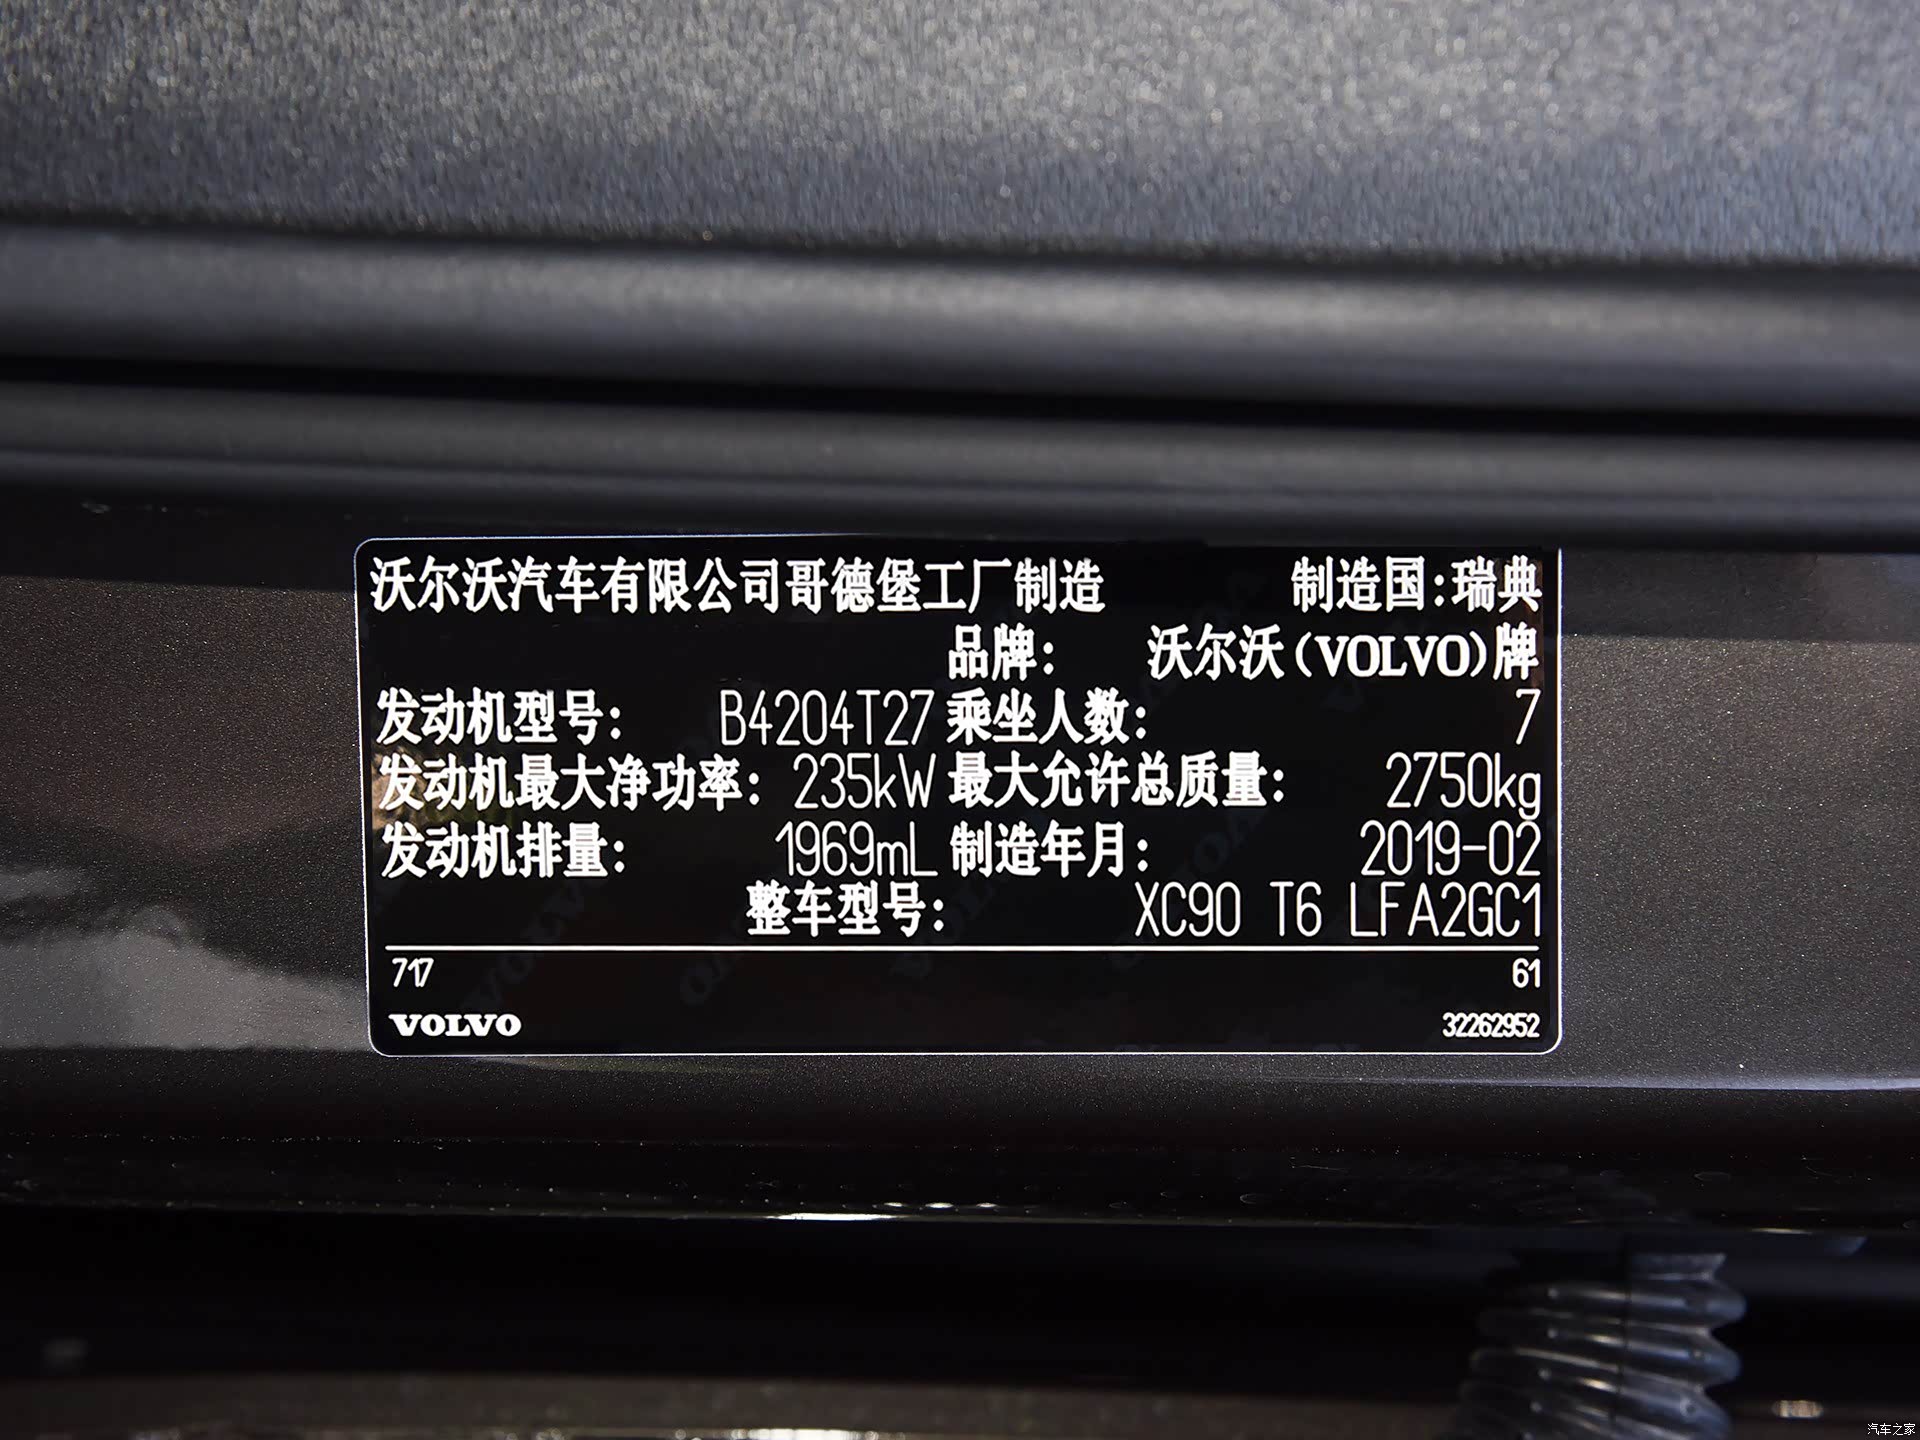 沃尔沃汽车有限公司哥德堡工厂制造 制造国:瑞典
品牌: 沃尔沃(VOLVO)牌
发动机型号: B4204T27 乘坐人数: 7
发动机最大净功率: 235kW 最大允许总质量: 2750kg
发动机排量: 1969mL 制造年月: 2019-02
整车型号: XC90 T6 LFA2GC1
717 61
VOLVO 32262952
汽车之家